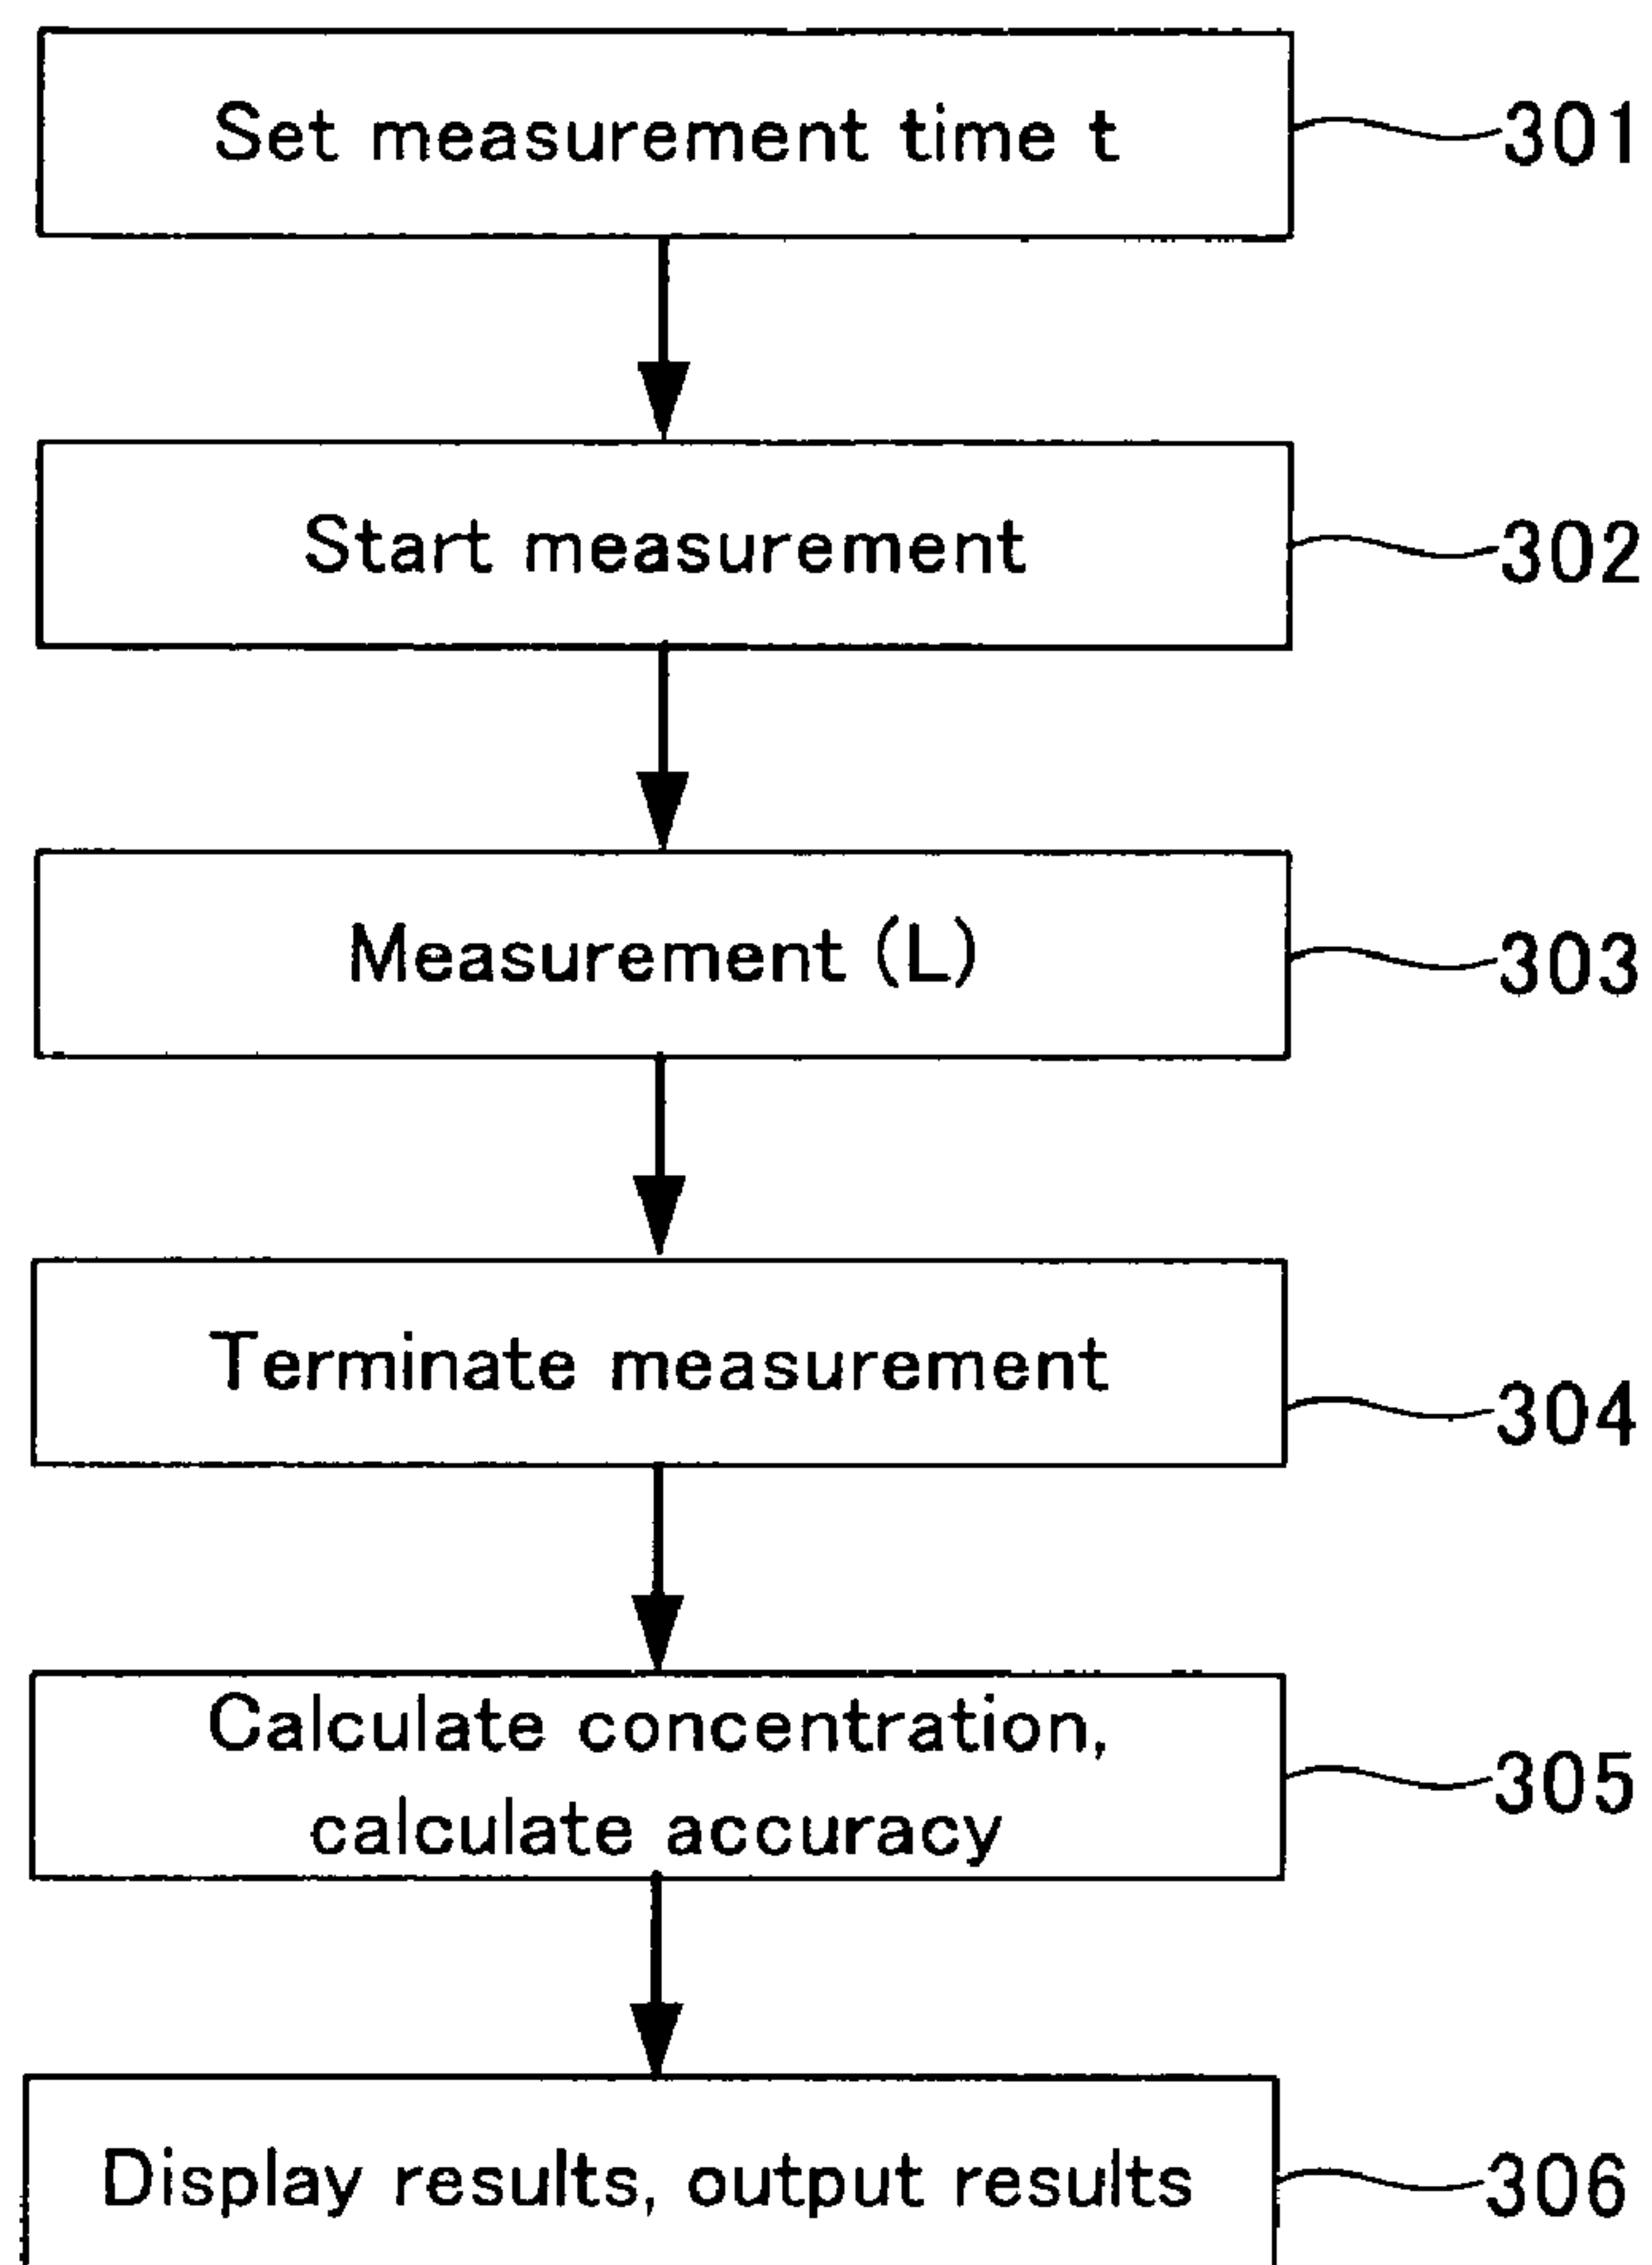 Set measurement time t
301
Start measurement
302
Measurement (L)
303
Terminate measurement
304
Calculate concentration,
calculate accuracy
305
Display results, output results
306